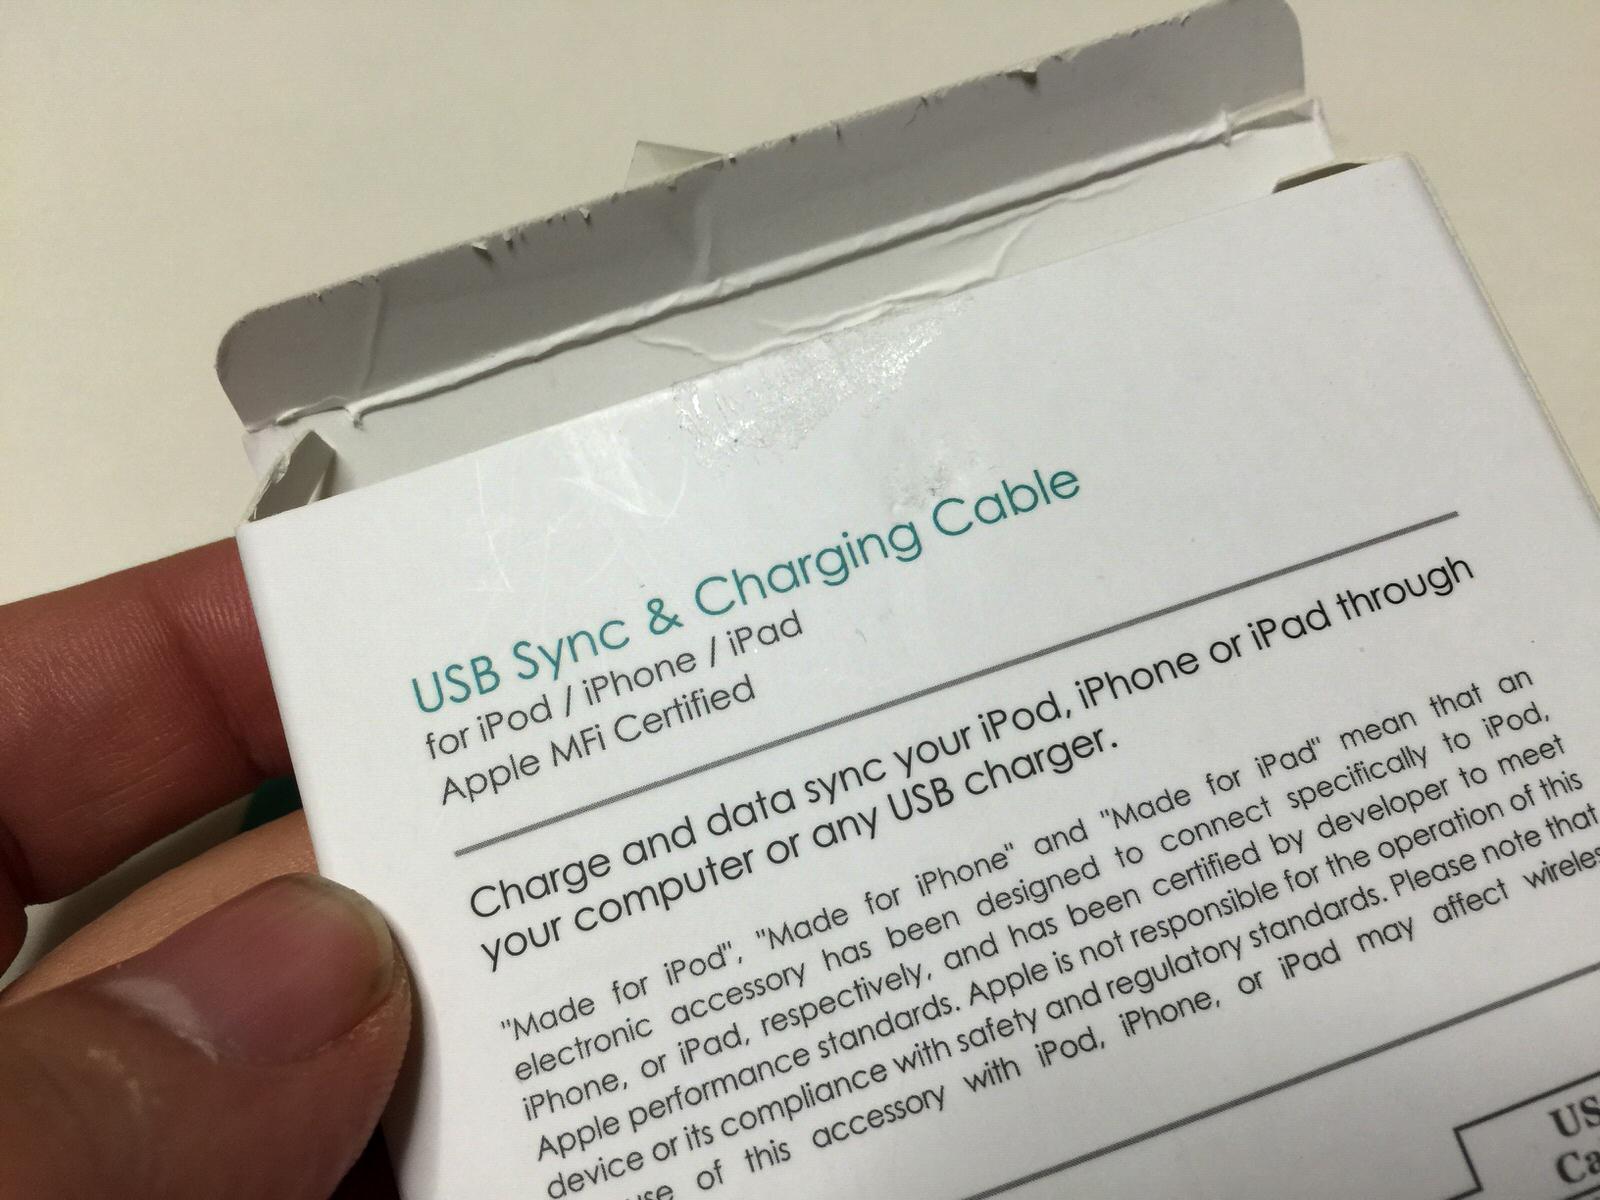 USB Sync & Charging Cable
for iPod / iPhone / iPad
Apple MFi Certified
Charge and data sync your iPod, iPhone or iPad through
your computer or any USB charger.
"Made for iPod", "Made for iPhone" and "Made for iPad" mean that an
electronic accessory has been designed to connect specifically to iPod,
iPhone, or iPad, respectively, and has been certified by developer to meet
Apple performance standards. Apple is not responsible for the operation of this
device or its compliance with safety and regulatory standards. Please note that
of this accessory with iPod, iPhone, or iPad may affect